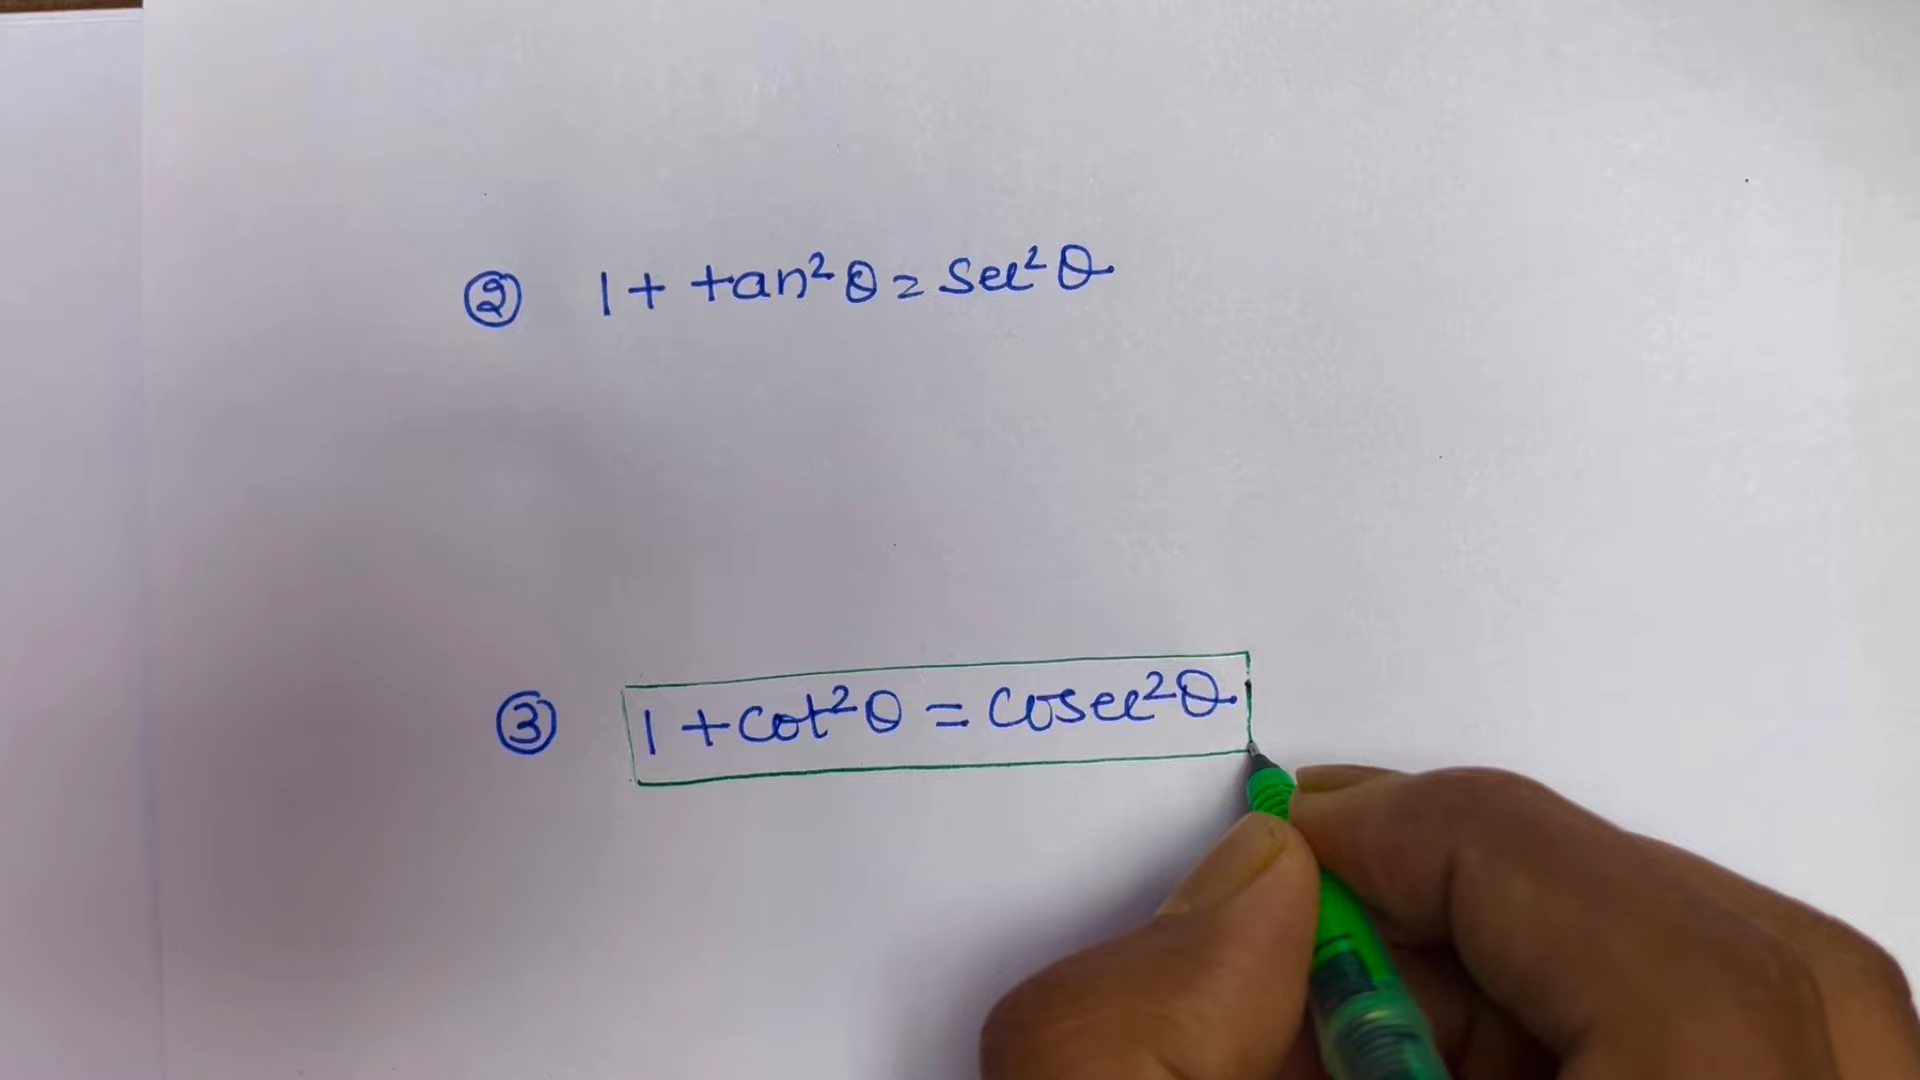 ② 1 + tan²θ = sec²θ
③ 1 + cot²θ = cosec²θ